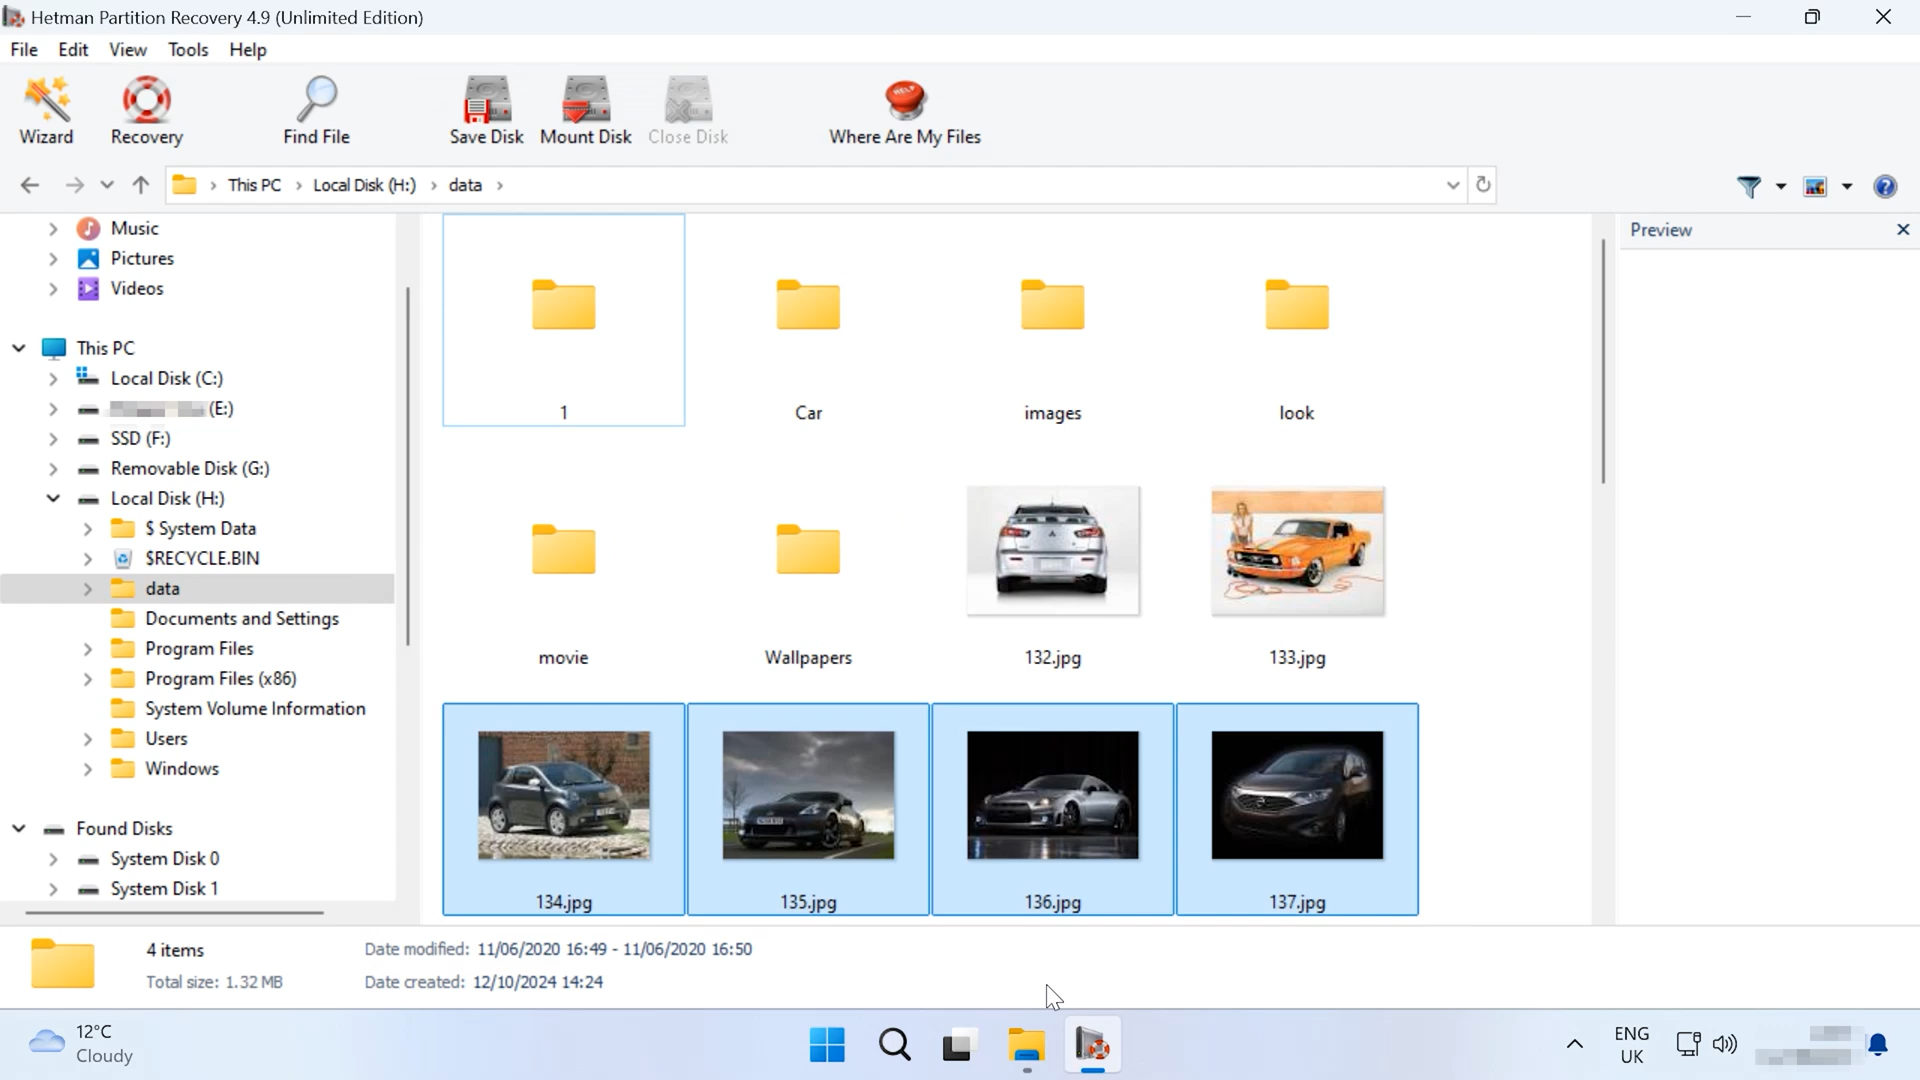 Hetman Partition Recovery 4.9 (Unlimited Edition)
File Edit View Tools Help
Wizard Recovery Find File Save Disk Mount Disk Close Disk Where Are My Files
This PC Local Disk (H:) data
Music
Pictures
Videos
This PC
Local Disk (C:)
(E:)
SSD (F:)
Removable Disk (G:)
Local Disk (H:)
$ System Data
$RECYCLE.BIN
data
Documents and Settings
Program Files
Program Files (x86)
System Volume Information
Users
Windows
Found Disks
System Disk 0
System Disk 1
1 Car images look
movie Wallpapers 132.jpg 133.jpg
134.jpg 135.jpg 136.jpg 137.jpg
Preview
4 items Date modified: 11/06/2020 16:49 - 11/06/2020 16:50
Total size: 1.32 MB Date created: 12/10/2024 14:24
12°C
Cloudy
ENG
UK